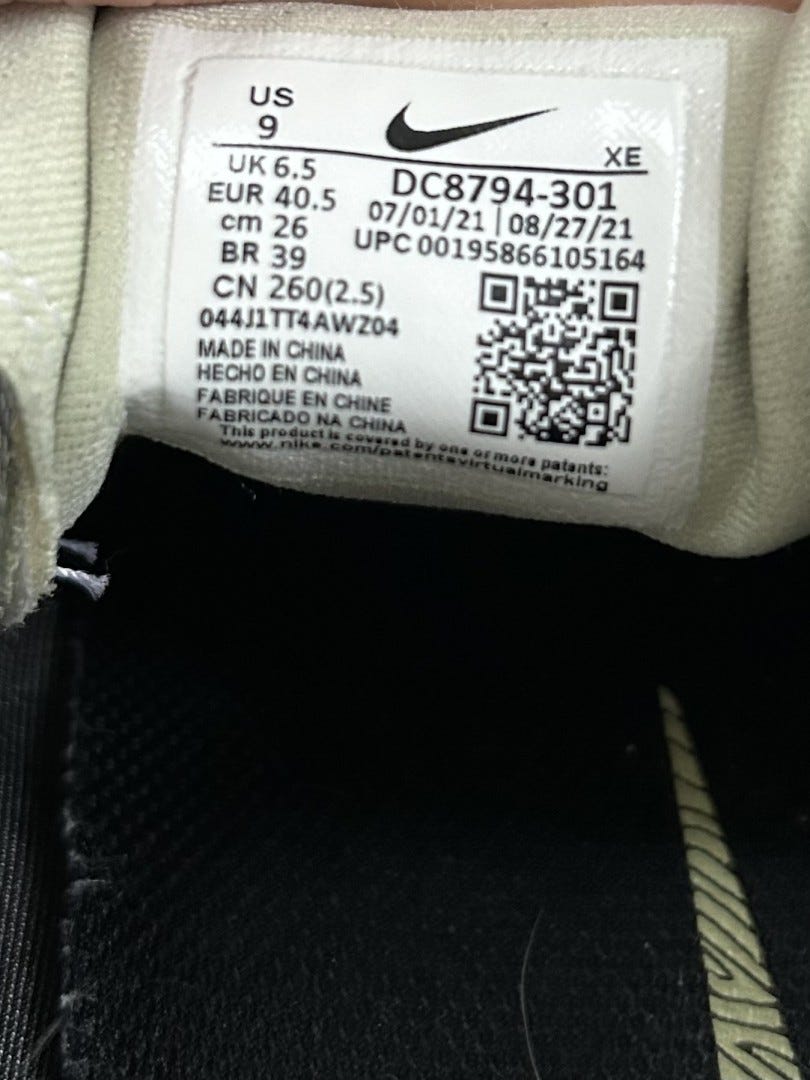 US
9
XE
UK 6.5
EUR 40.5
cm 26
BR 39
CN 260(2.5)
DC8794-301
07/01/21 | 08/27/21
UPC 00195866105164
044J1TT4AWZ04
MADE IN CHINA
HECHO EN CHINA
FABRIQUE EN CHINE
FABRICADO NA CHINA
This product is covered by one or more patents:
www.nike.com/patentsvirtualmarking